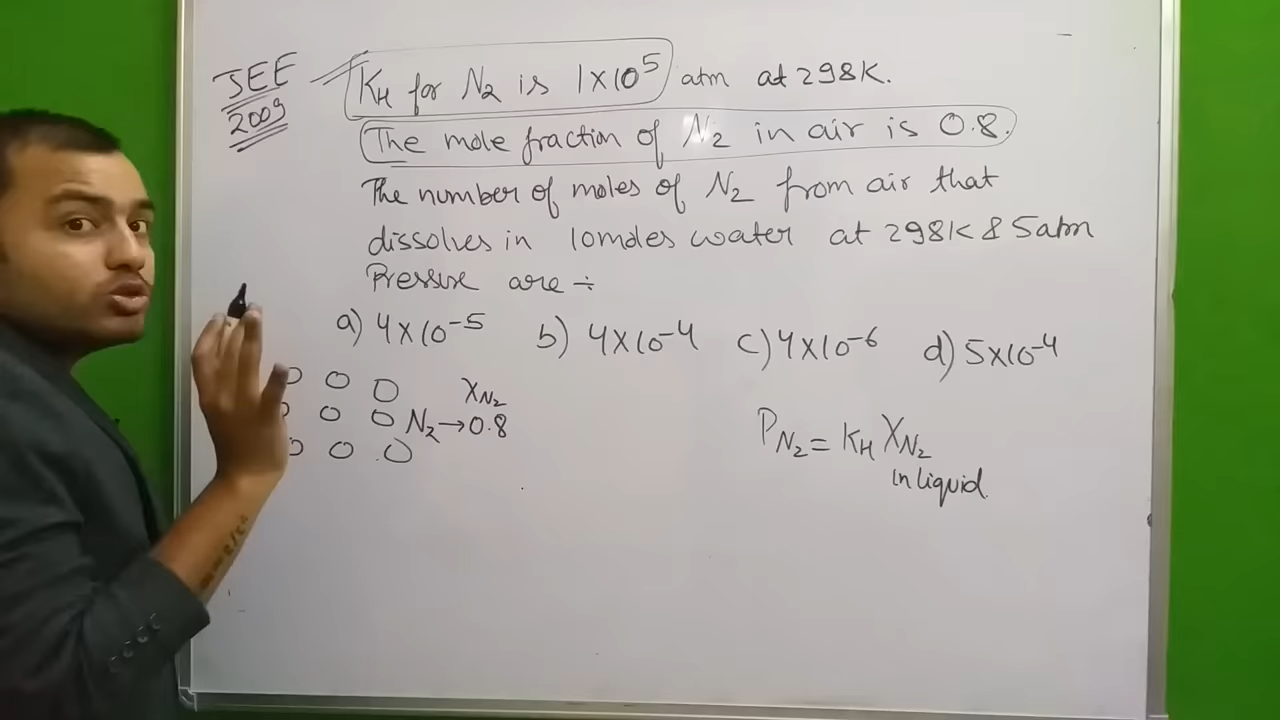 JEE
2009
KH for N2 is 1×10^5 atm at 298K.
The mole fraction of N2 in air is 0.8.
The number of moles of N2 from air that
dissolves in 10moles water at 298K & 5atm
Pressure are ÷
a) 4×10^-5 b) 4×10^-4 c) 4×10^-6 d) 5×10^-4
XN2
N2→0.8
PN2 = KH XN2
in liquid.